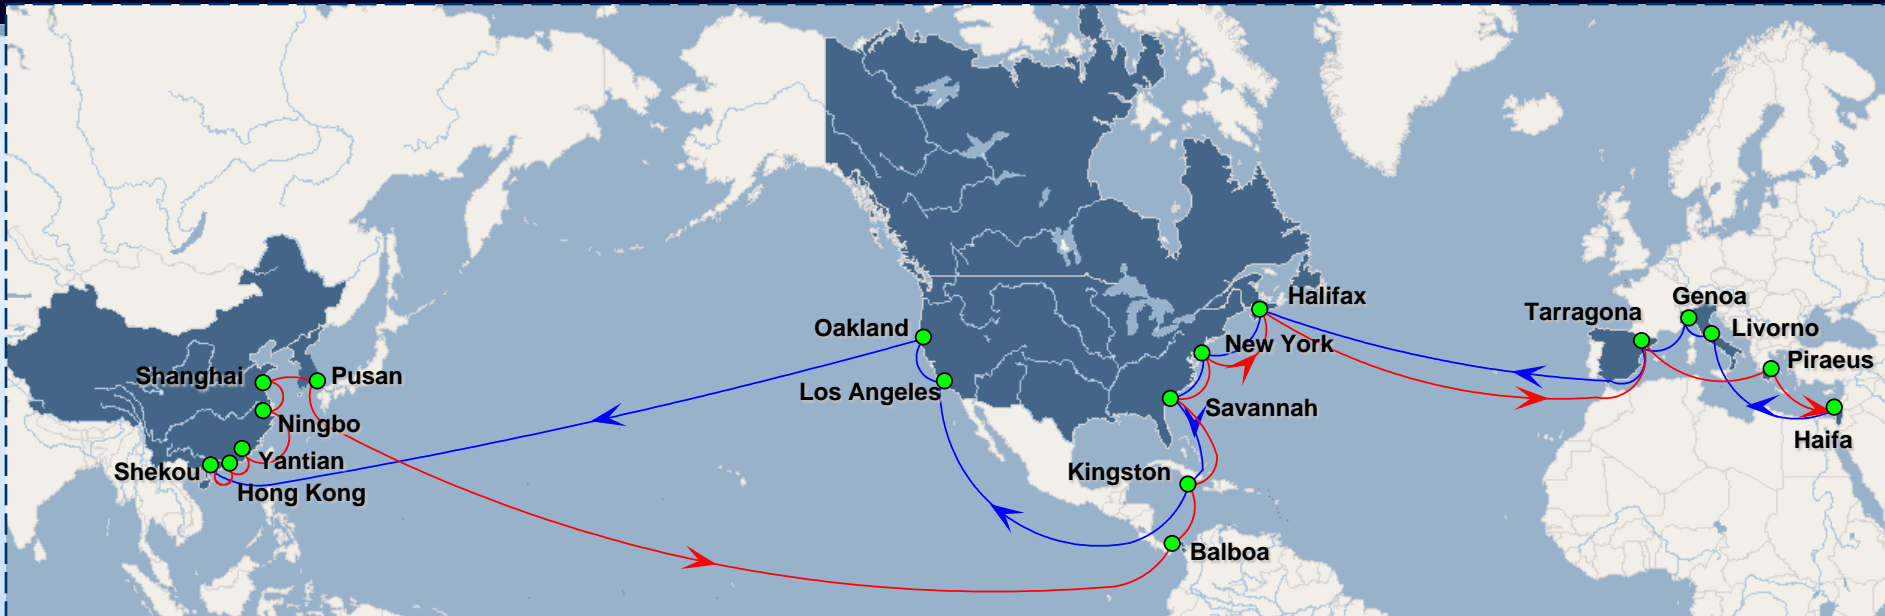 Halifax
Genoa
Tarragona
Oakland
Livorno
New York
Piraeus
Shanghai
Pusan
Los Angeles
Savannah
Ningbo
Haifa
Yantian
Shekou
Kingston
Hong Kong
Balboa